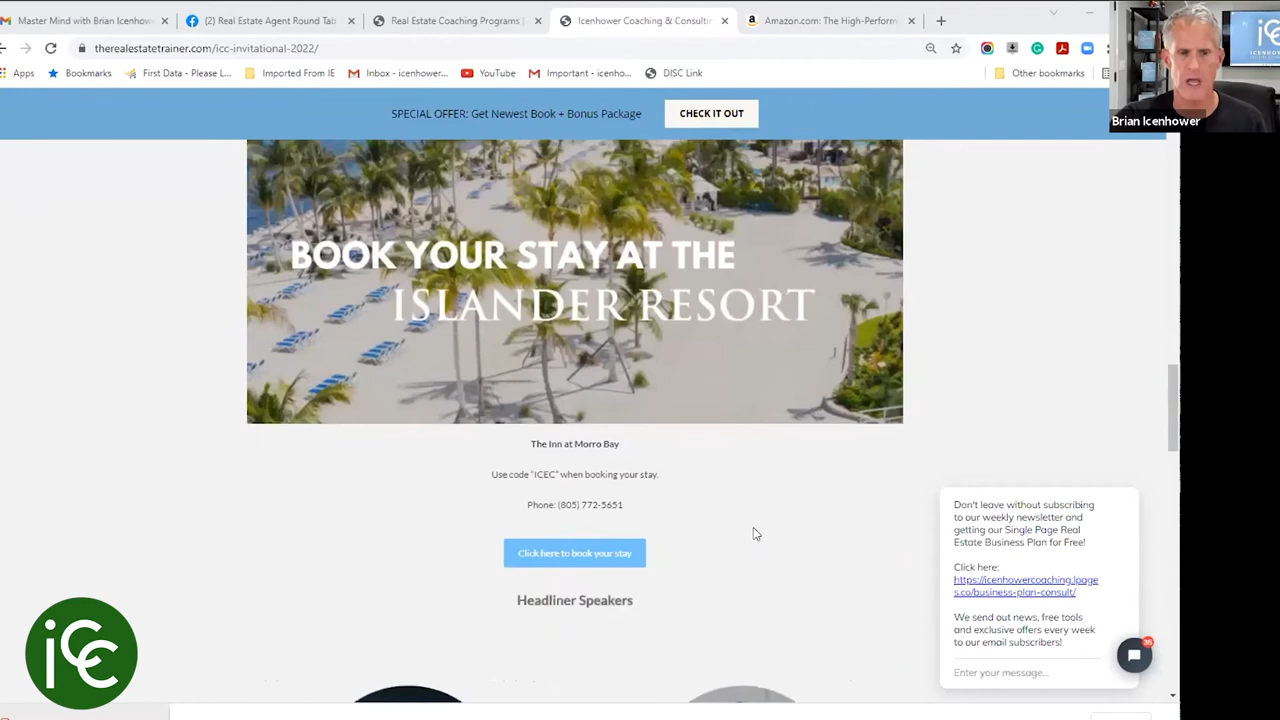 Master Mind with Brian Icenhow
(2) Real Estate Agent Round Tab
Real Estate Coaching Programs |
Icenhower Coaching & Consultin
Amazon.com: The High-Perform
therealestatetrainer.com/icc-invitational-2022/
Apps
Bookmarks
First Data - Please L...
Imported From IE
Inbox - icenhower...
YouTube
Important - icenho...
DISC Link
Other bookmarks
SPECIAL OFFER: Get Newest Book + Bonus Package
CHECK IT OUT
Brian Icenhower
BOOK YOUR STAY AT THE
ISLANDER RESORT
The Inn at Morro Bay
Use code "ICEC" when booking your stay.
Phone: (805) 772-5651
Click here to book your stay
Headliner Speakers
Don't leave without subscribing
to our weekly newsletter and
getting our Single Page Real
Estate Business Plan for Free!
Click here:
https://icenhowercoaching.lpage
s.co/business-plan-consult/
We send out news, free tools
and exclusive offers every week
to our email subscribers!
Enter your message...
iCC